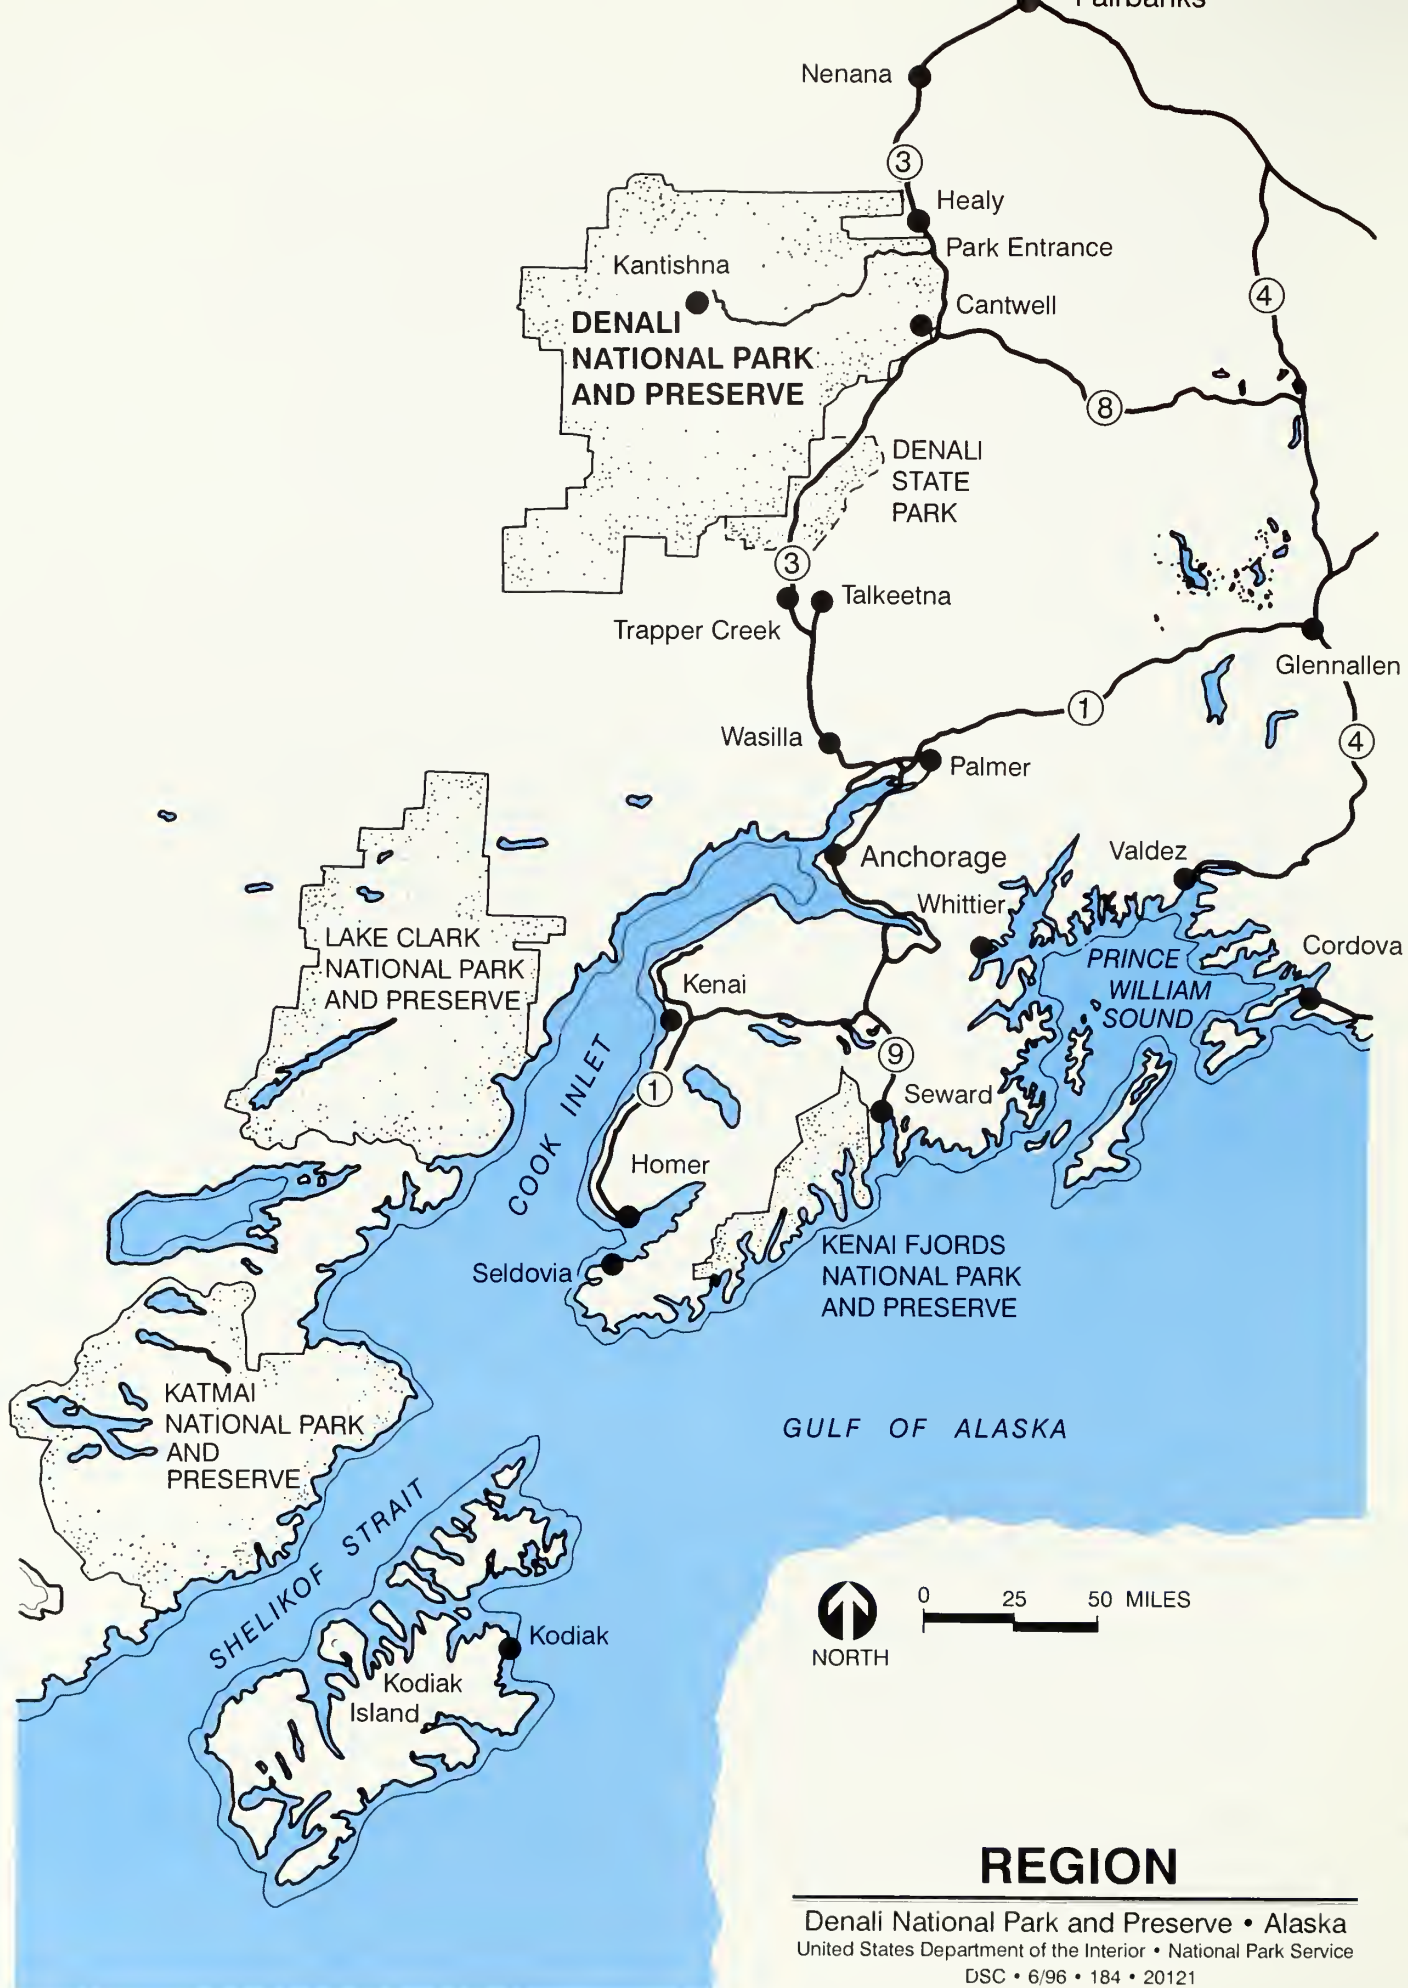 Fairbanks
Nenana
3
Healy
Park Entrance
Kantishna
Cantwell
4
DENALI
NATIONAL PARK
AND PRESERVE
8
DENALI
STATE
PARK
3
Talkeetna
Trapper Creek
Glennallen
1
Wasilla
4
Palmer
Anchorage
Valdez
Whittier
LAKE CLARK
NATIONAL PARK
AND PRESERVE
Cordova
PRINCE
WILLIAM
SOUND
Kenai
COOK INLET
9
1
Seward
Homer
Seldovia
KENAI FJORDS
NATIONAL PARK
AND PRESERVE
KATMAI
NATIONAL PARK
AND
PRESERVE
GULF OF ALASKA
SHELIKOF STRAIT
Kodiak
Kodiak
Island
0 25 50 MILES
NORTH
REGION
Denali National Park and Preserve • Alaska
United States Department of the Interior • National Park Service
DSC • 6/96 • 184 • 20121